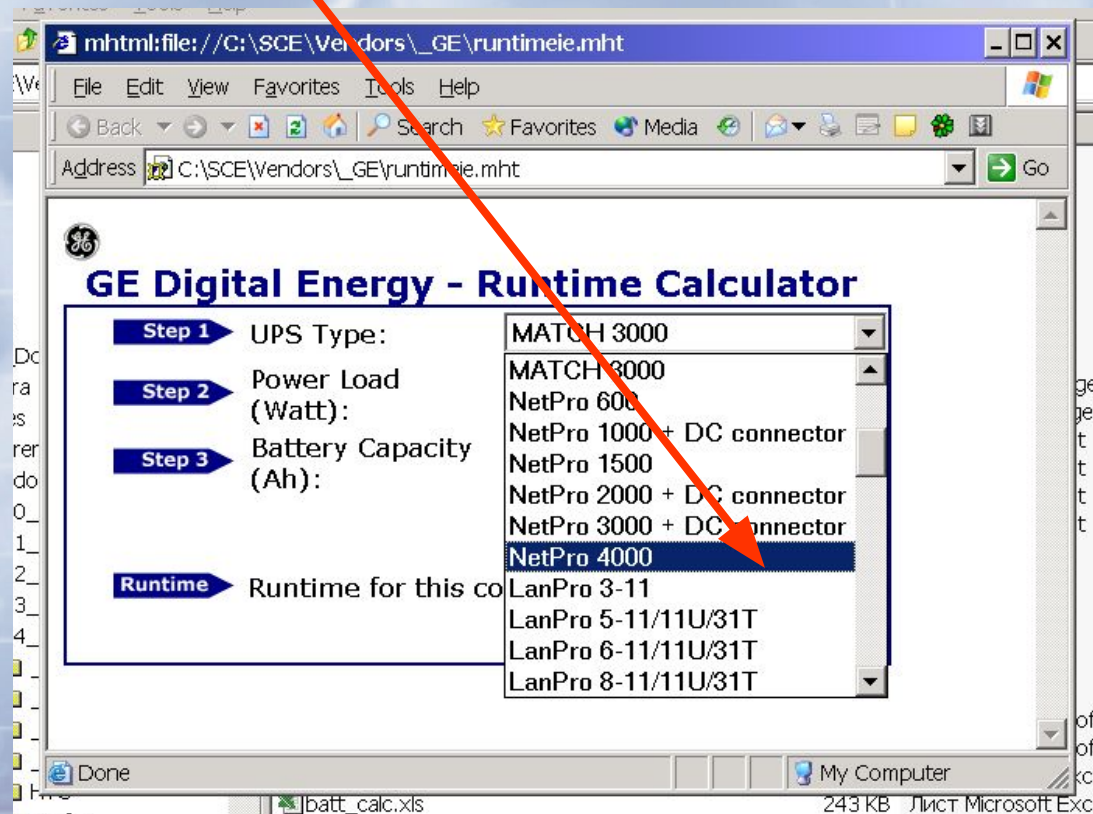 Favorites Tools Help
mhtml:file://C:\SCE\Vendors\_GE\runtimeie.mht
File Edit View Favorites Tools Help
Back Search Favorites Media
Address C:\SCE\Vendors\_GE\runtimeie.mht Go
GE Digital Energy - Runtime Calculator
Step 1 UPS Type: MATCH 3000
MATCH 3000
Step 2 Power Load
(Watt):
NetPro 600
NetPro 1000 + DC connector
Step 3 Battery Capacity
(Ah):
NetPro 1500
NetPro 2000 + DC connector
NetPro 3000 + DC connector
NetPro 4000
Runtime Runtime for this co
LanPro 3-11
LanPro 5-11/11U/31T
LanPro 6-11/11U/31T
LanPro 8-11/11U/31T
Done My Computer
batt_calc.xls 243 KB Лист Microsoft Exc